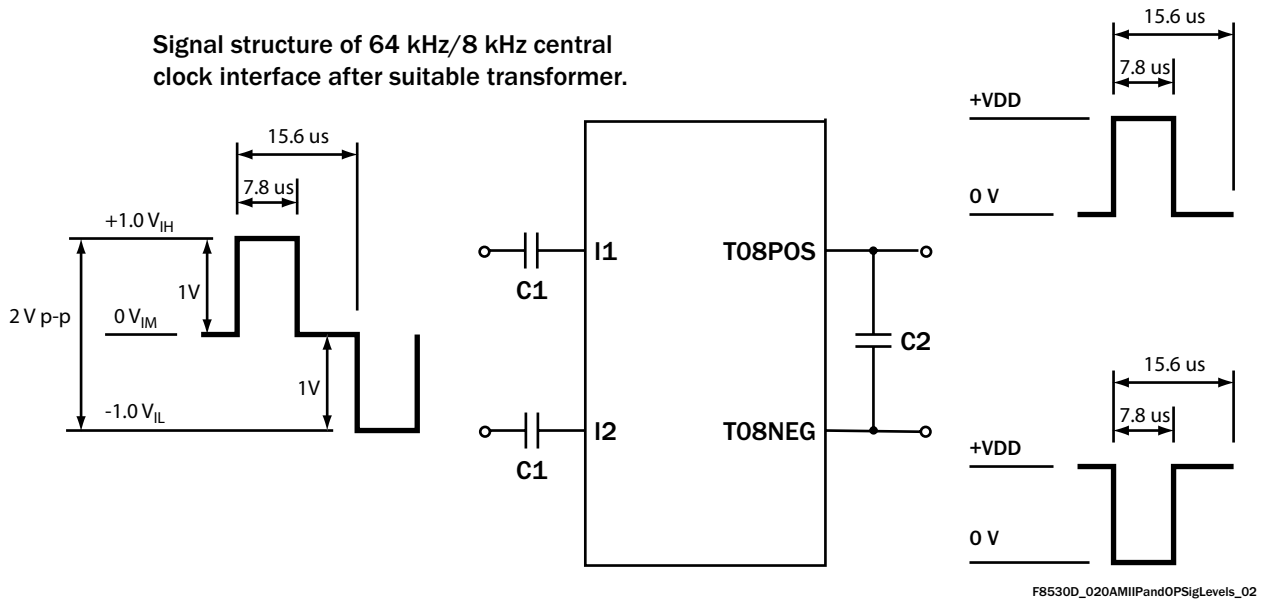 Signal structure of 64 kHz/8 kHz central
clock interface after suitable transformer.
15.6 us
7.8 us
+1.0 VIH
1V
2 V p-p
0 VIM
1V
-1.0 VIL
C1
I1
C1
I2
T08POS
T08NEG
C2
15.6 us
7.8 us
+VDD
0 V
15.6 us
7.8 us
+VDD
0 V
F8530D_020AMIIPandOPSigLevels_02